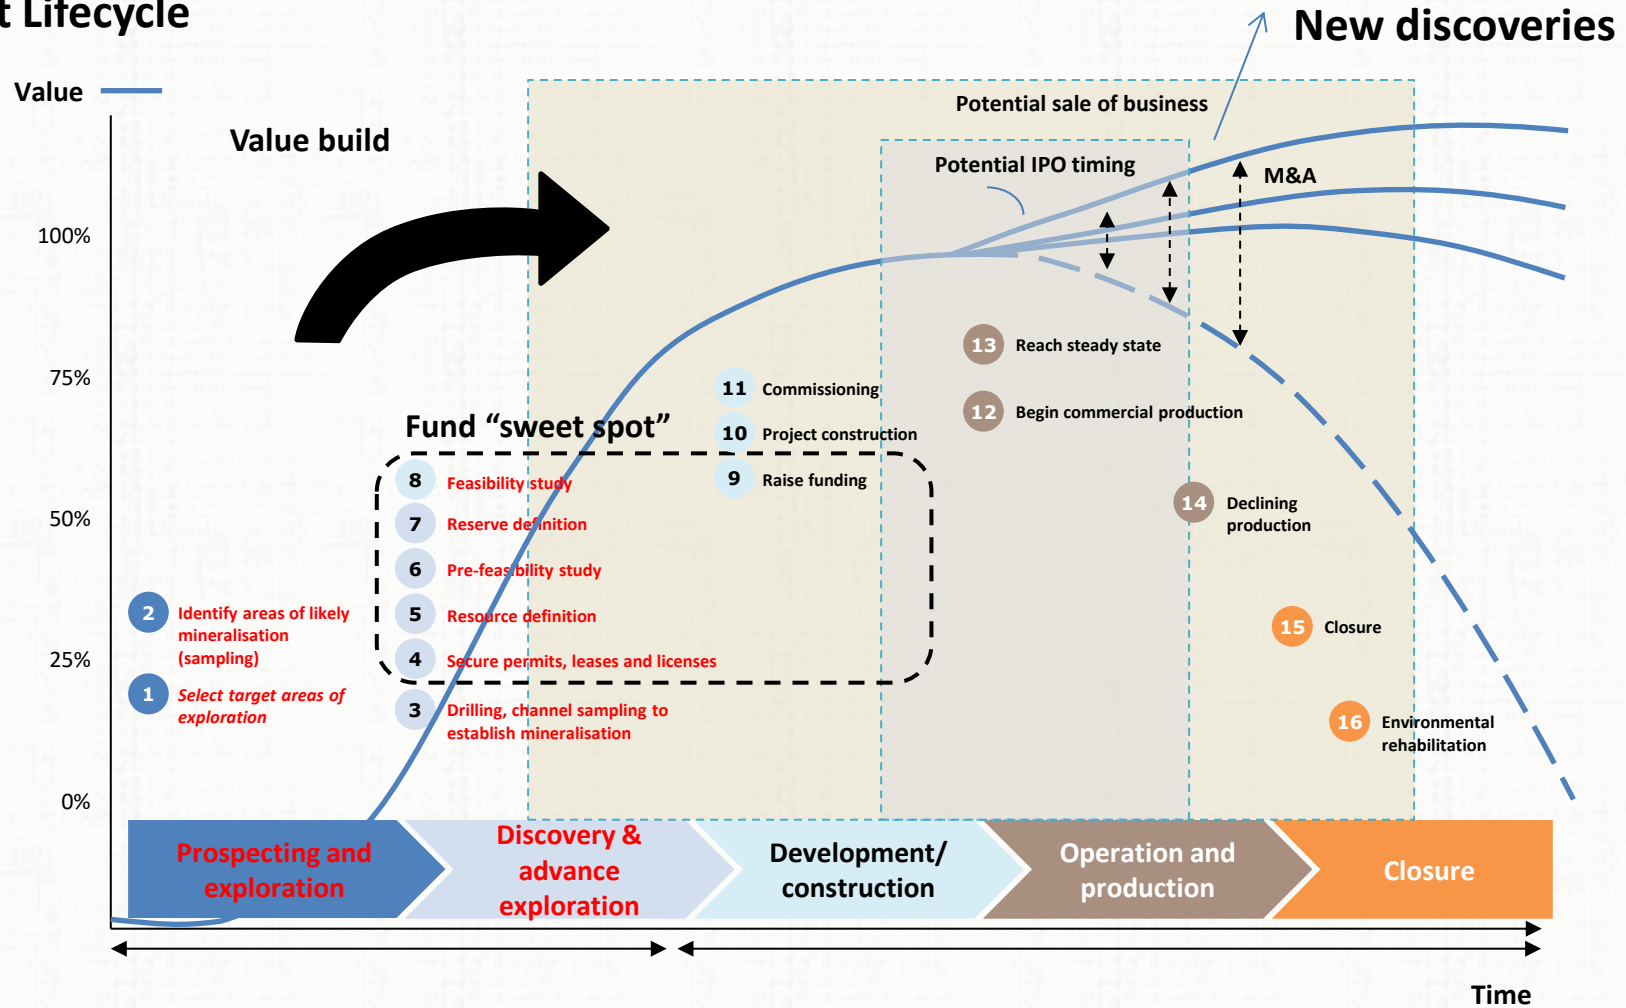 t Lifecycle
New discoveries
Value
Value build
Potential sale of business
Potential IPO timing
M&A
100%
75%
50%
25%
0%
13 Reach steady state
12 Begin commercial production
11 Commissioning
10 Project construction
9 Raise funding
Fund “sweet spot”
8 Feasibility study
7 Reserve definition
6 Pre-feasibility study
5 Resource definition
4 Secure permits, leases and licenses
3 Drilling, channel sampling to
establish mineralisation
2 Identify areas of likely
mineralisation
(sampling)
1 Select target areas of
exploration
14 Declining
production
15 Closure
16 Environmental
rehabilitation
Prospecting and
exploration
Discovery &
advance
exploration
Development/
construction
Operation and
production
Closure
Time